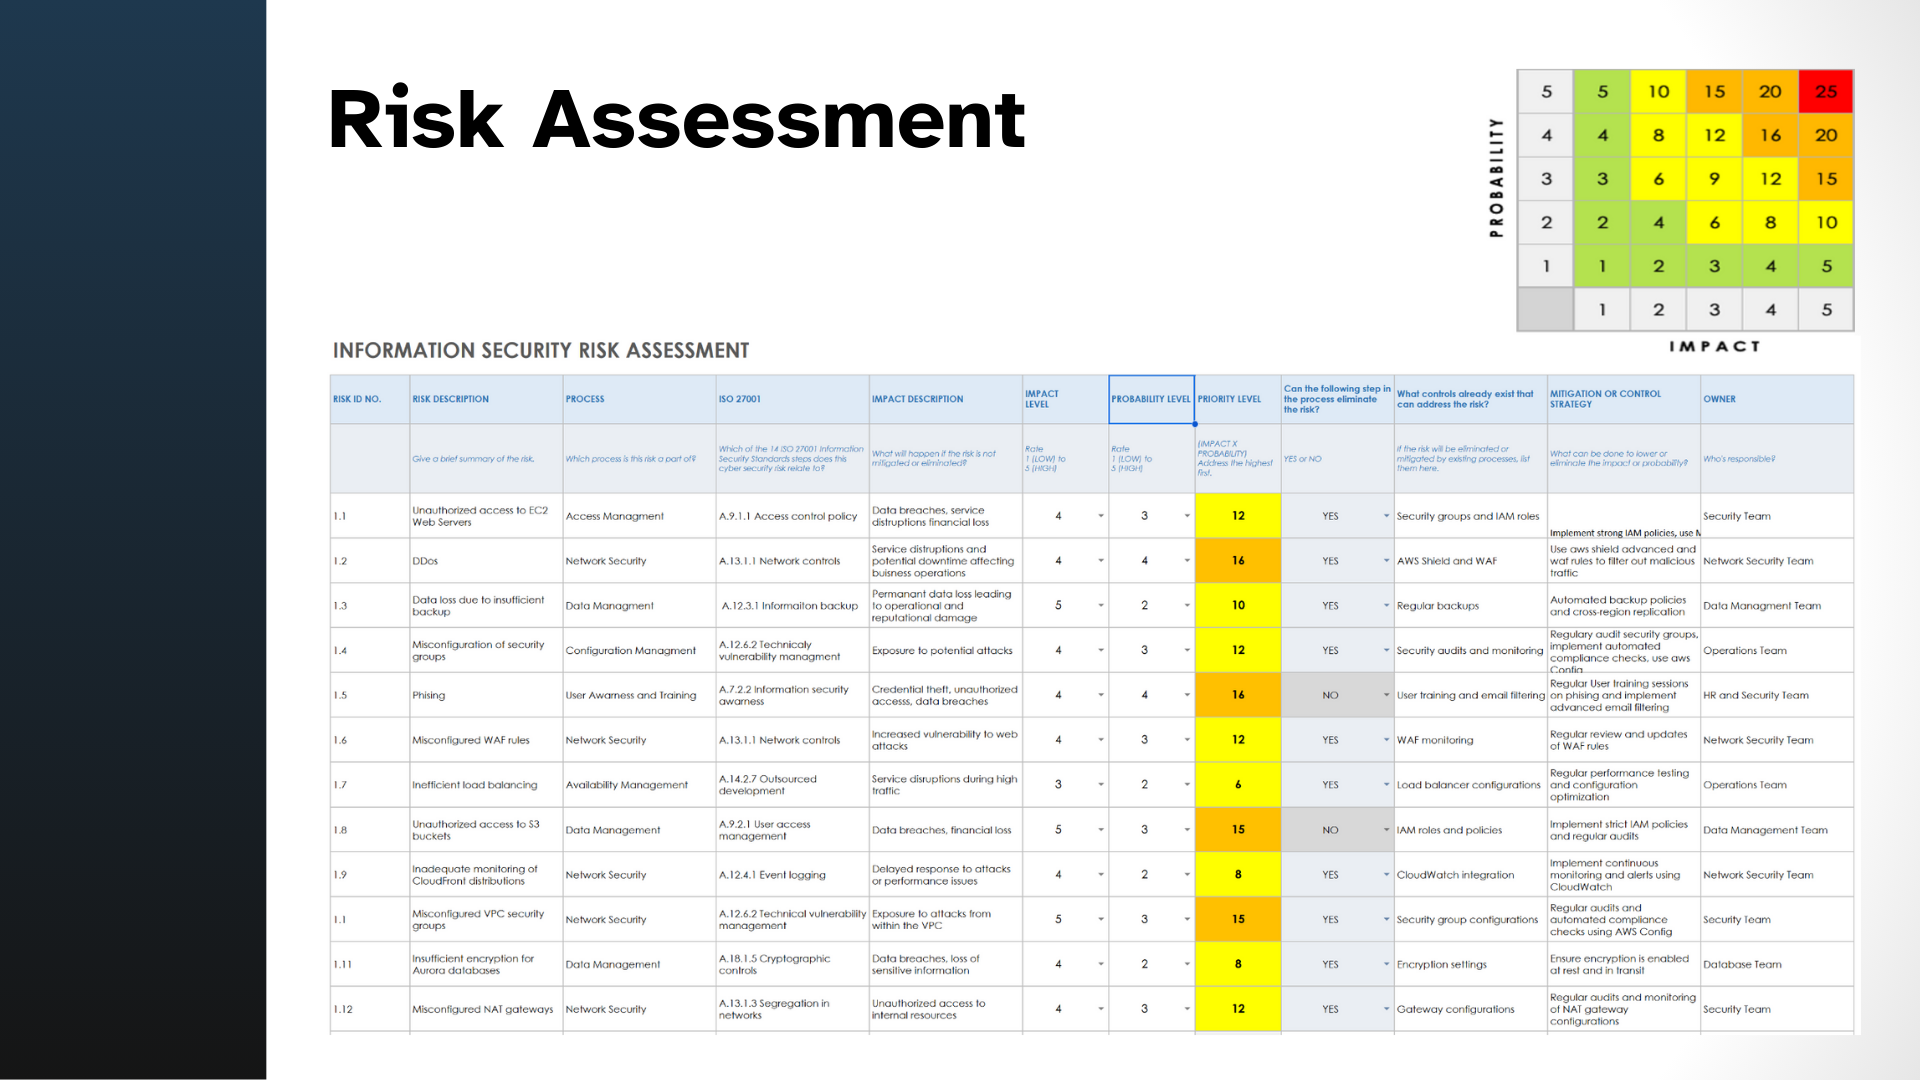 Risk Assessment
PROBABILITY
5 5 10 15 20 25
4 4 8 12 16 20
3 3 6 9 12 15
2 2 4 6 8 10
1 1 2 3 4 5
1 2 3 4 5
IMPACT
INFORMATION SECURITY RISK ASSESSMENT
RISK ID NO.
RISK DESCRIPTION
PROCESS
ISO 27001
IMPACT DESCRIPTION
IMPACT
LEVEL
PROBABILITY LEVEL
PRIORITY LEVEL
Can the following step in
the process eliminate
the risk?
What controls already exist that
can address the risk?
MITIGATION OR CONTROL
STRATEGY
OWNER
Give a brief summary of the risk.
Which process is this risk a part of?
Which of the 14 ISO 27001 Information
Security Standards steps does this
cyber security risk relate to?
What will happen if the risk is not
mitigated or eliminated?
Rate
1 (LOW) to
5 (HIGH)
Rate
1 (LOW) to
5 (HIGH)
(IMPACT X
PROBABILITY)
Address the highest
first.
YES or NO
If the risk will be eliminated or
mitigated by existing processes, list
them here.
What can be done to lower or
eliminate the impact or probability?
Who's responsible?
1.1
Unauthorized access to EC2
Web Servers
Access Managment
A.9.1.1 Access control policy
Data breaches, service
distruptions financial loss
4
3
12
YES
Security groups and IAM roles
Implement strong IAM policies, use M
Security Team
1.2
DDos
Network Security
A.13.1.1 Network controls
Service distruptions and
potential downtime affecting
buisness operations
4
4
16
YES
AWS Shield and WAF
Use aws shield advanced and
waf rules to filter out malicious
traffic
Network Security Team
1.3
Data loss due to insufficient
backup
Data Managment
A.12.3.1 Informaiton backup
Permanant data loss leading
to operational and
reputational damage
5
2
10
YES
Regular backups
Automated backup policies
and cross-region replication
Data Managment Team
1.4
Misconfiguration of security
groups
Configuration Managment
A.12.6.2 Technicaly
vulnerability managment
Exposure to potential attacks
4
3
12
YES
Security audits and monitoring
Regulary audit security groups,
implement automated
compliance checks, use aws
Config
Operations Team
1.5
Phising
User Awarness and Training
A.7.2.2 Information security
awarness
Credential theft, unauthorized
accesss, data breaches
4
4
16
NO
User training and email filtering
Regular User training sessions
on phising and implement
advanced email filtering
HR and Security Team
1.6
Misconfigured WAF rules
Network Security
A.13.1.1 Network controls
Increased vulnerability to web
attacks
4
3
12
YES
WAF monitoring
Regular review and updates
of WAF rules
Network Security Team
1.7
Inefficient load balancing
Availability Management
A.14.2.7 Outsourced
development
Service disruptions during high
traffic
3
2
6
YES
Load balancer configurations
Regular performance testing
and configuration
optimization
Operations Team
1.8
Unauthorized access to S3
buckets
Data Management
A.9.2.1 User access
management
Data breaches, financial loss
5
3
15
NO
IAM roles and policies
Implement strict IAM policies
and regular audits
Data Management Team
1.9
Inadequate monitoring of
CloudFront distributions
Network Security
A.12.4.1 Event logging
Delayed response to attacks
or performance issues
4
2
8
YES
CloudWatch integration
Implement continuous
monitoring and alerts using
CloudWatch
Network Security Team
1.1
Misconfigured VPC security
groups
Network Security
A.12.6.2 Technical vulnerability
management
Exposure to attacks from
within the VPC
5
3
15
YES
Security group configurations
Regular audits and
automated compliance
checks using AWS Config
Security Team
1.11
Insufficient encryption for
Aurora databases
Data Management
A.18.1.5 Cryptographic
controls
Data breaches, loss of
sensitive information
4
2
8
YES
Encryption settings
Ensure encryption is enabled
at rest and in transit
Database Team
1.12
Misconfigured NAT gateways
Network Security
A.13.1.3 Segregation in
networks
Unauthorized access to
internal resources
4
3
12
YES
Gateway configurations
Regular audits and monitoring
of NAT gateway
configurations
Security Team